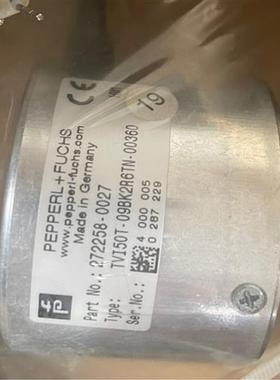 PEPPERL+FUCHS
www.pepperl-fuchs.com
Made in Germany
Part No.: 272258-0027
Type: TVI50T-09BK2R6TN-00360
Ser.No.: 4 000 005
0 287 229
CE
19